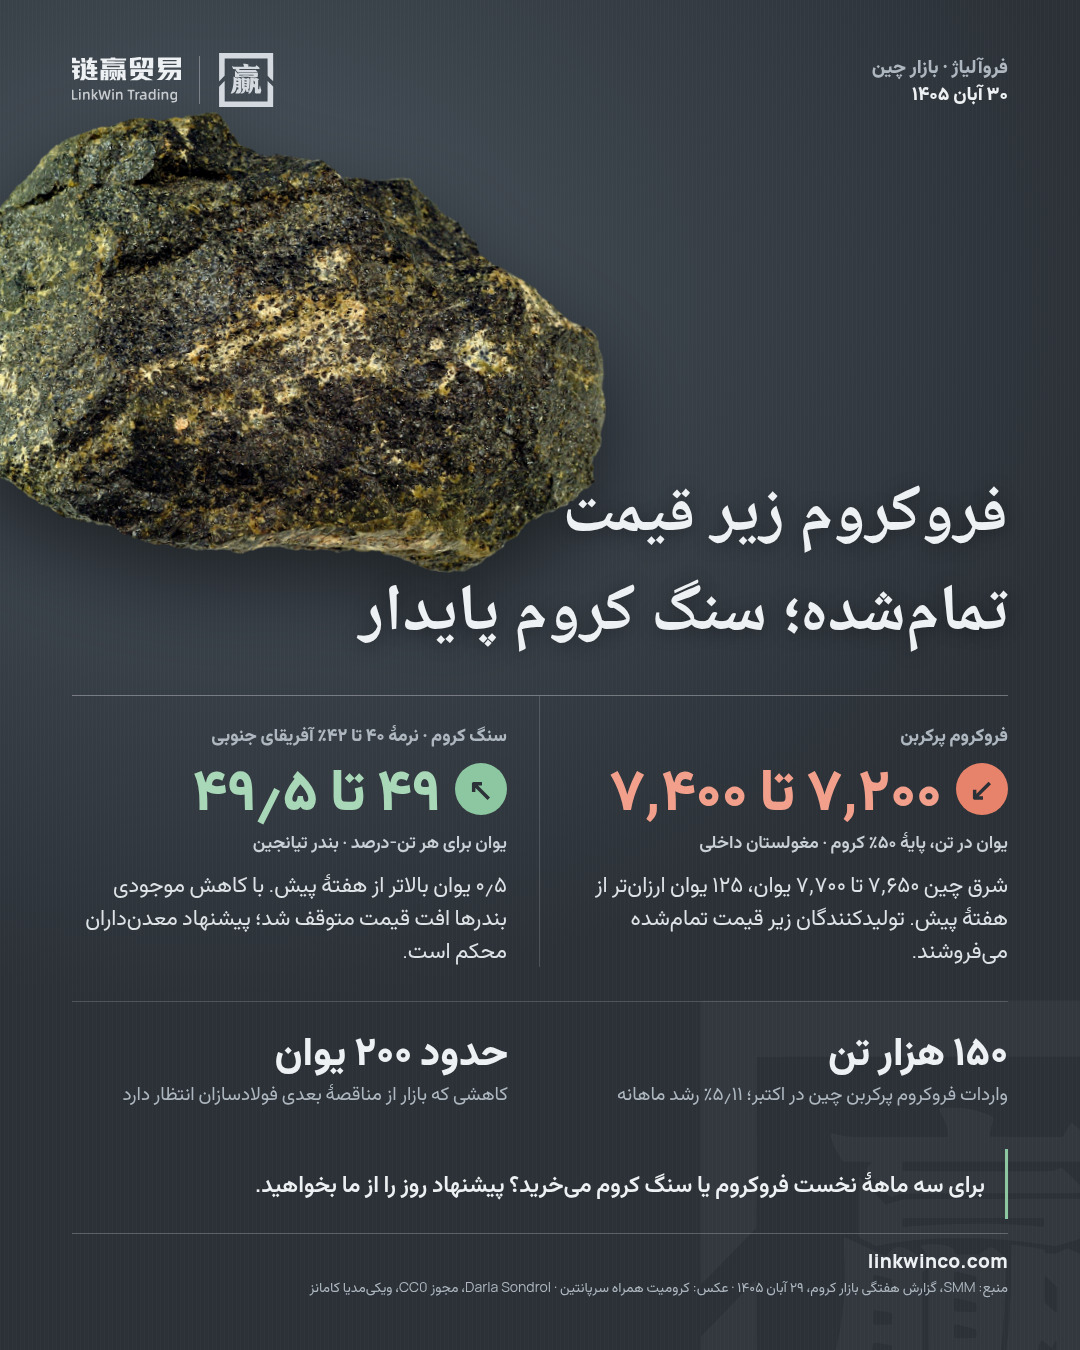 فروآلیاژ · بازار چین
۳۰ آبان ۱۴۰۵
链赢贸易
LinkWin Trading
赢
فروکروم زیر قیمت
تمام‌شده؛ سنگ کروم پایدار
فروکروم پرکربن
۷,۲۰۰ تا ۷,۴۰۰
یوان در تن، پایهٔ ۵۰٪ کروم · مغولستان داخلی
شرق چین ۷,۶۵۰ تا ۷,۷۰۰ یوان، ۱۲۵ یوان ارزان‌تر از
هفتهٔ پیش. تولیدکنندگان زیر قیمت تمام‌شده
می‌فروشند.
سنگ کروم · نرمهٔ ۴۰ تا ۴۲٪ آفریقای جنوبی
۴۹ تا ۴۹٫۵
یوان برای هر تن-درصد · بندر تیانجین
۰٫۵ یوان بالاتر از هفتهٔ پیش. با کاهش موجودی
بندرها افت قیمت متوقف شد؛ پیشنهاد معدن‌داران
محکم است.
۱۵۰ هزار تن
واردات فروکروم پرکربن چین در اکتبر؛ ۵٫۱۱٪ رشد ماهانه
حدود ۲۰۰ یوان
کاهشی که بازار از مناقصهٔ بعدی فولادسازان انتظار دارد
برای سه ماههٔ نخست فروکروم یا سنگ کروم می‌خرید؟ پیشنهاد روز را از ما بخواهید.
linkwinco.com
منبع: SMM، گزارش هفتگی بازار کروم، ۲۹ آبان ۱۴۰۵ · عکس: کرومیت همراه سرپانتین · Darla Sondrol، مجوز CC0، ویکی‌مدیا کامانز